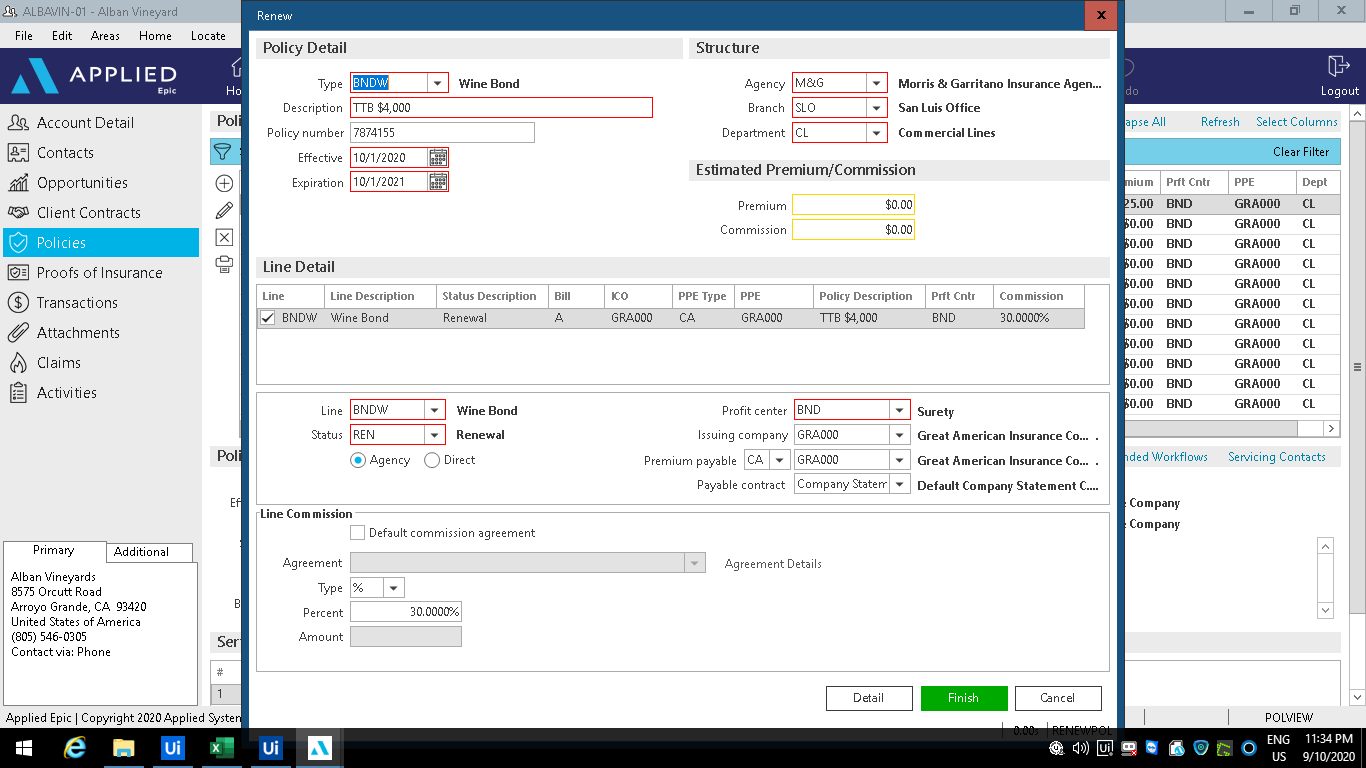 ALBAVIN-01 - Alban Vineyard
Renew
File Edit Areas Home Locate
APPLIED
Epic
Logout
Account Detail
Contacts
Opportunities
Client Contracts
Policies
Proofs of Insurance
Transactions
Attachments
Claims
Activities
Primary Additional
Alban Vineyards
8575 Orcutt Road
Arroyo Grande, CA 93420
United States of America
(805) 546-0305
Contact via: Phone
Policy Detail
Type BNDW Wine Bond
Description TTB $4,000
Policy number 7874155
Effective 10/1/2020
Expiration 10/1/2021
Structure
Agency M&G Morris & Garritano Insurance Agen...
Branch SLO San Luis Office
Department CL Commercial Lines
Estimated Premium/Commission
Premium $0.00
Commission $0.00
Line Detail
Line Line Description Status Description Bill ICO PPE Type PPE Policy Description Prft Cntr Commission
BNDW Wine Bond Renewal A GRA000 CA GRA000 TTB $4,000 BND 30.0000%
Line BNDW Wine Bond
Status REN Renewal
Agency Direct
Profit center BND Surety
Issuing company GRA000 Great American Insurance Co... .
Premium payable CA GRA000 Great American Insurance Co... .
Payable contract Company Statem Default Company Statement C....
Line Commission
Default commission agreement
Agreement Agreement Details
Type %
Percent 30.0000%
Amount
Detail Finish Cancel
0.00s RENEWPOL
apse All Refresh Select Columns
Clear Filter
mium Prft Cntr PPE Dept
25.00 BND GRA000 CL
$0.00 BND GRA000 CL
$0.00 BND GRA000 CL
$0.00 BND GRA000 CL
$0.00 BND GRA000 CL
$0.00 BND GRA000 CL
$0.00 BND GRA000 CL
$0.00 BND GRA000 CL
$0.00 BND GRA000 CL
$0.00 BND GRA000 CL
$0.00 BND GRA000 CL
nded Workflows Servicing Contacts
Company
Company
#
1
Applied Epic | Copyright 2020 Applied System
POLVIEW
Ui Ui
ENG
US
11:34 PM
9/10/2020